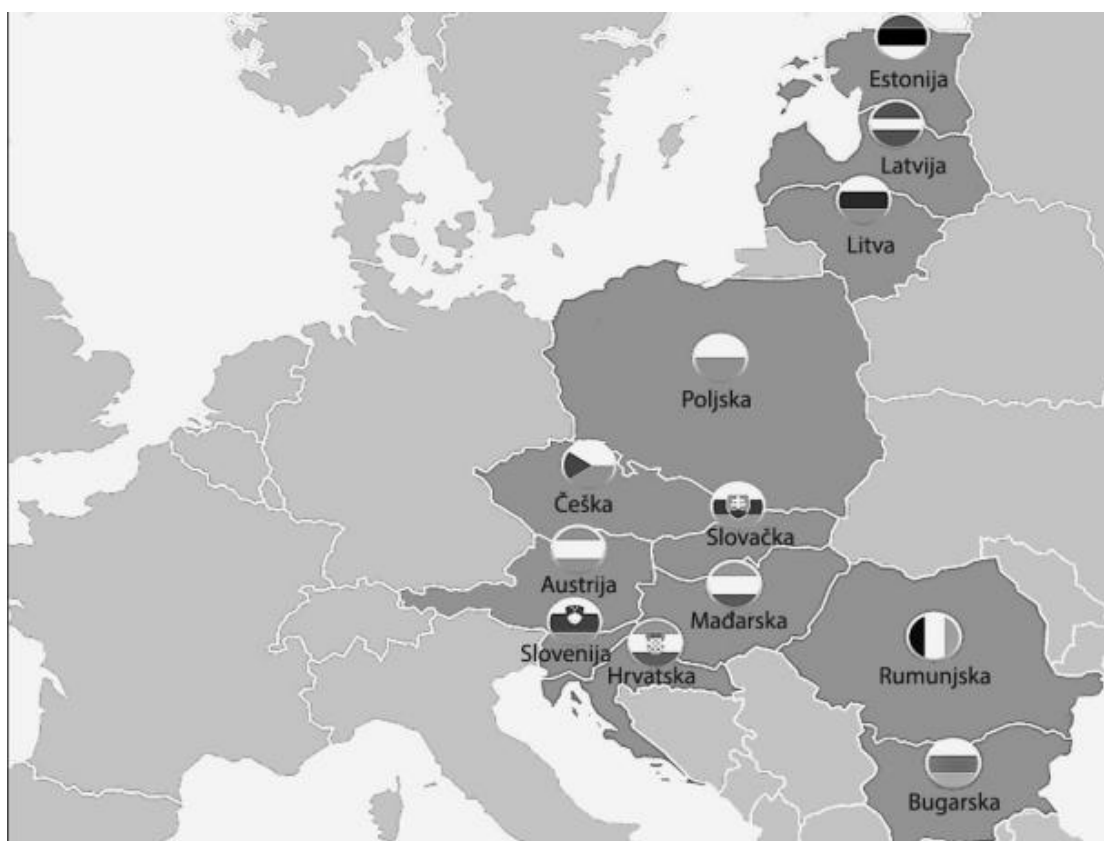 Estonija
Latvija
Litva
Poljska
Češka
Slovačka
Austrija
Mađarska
Slovenija
Hrvatska
Rumunjska
Bugarska